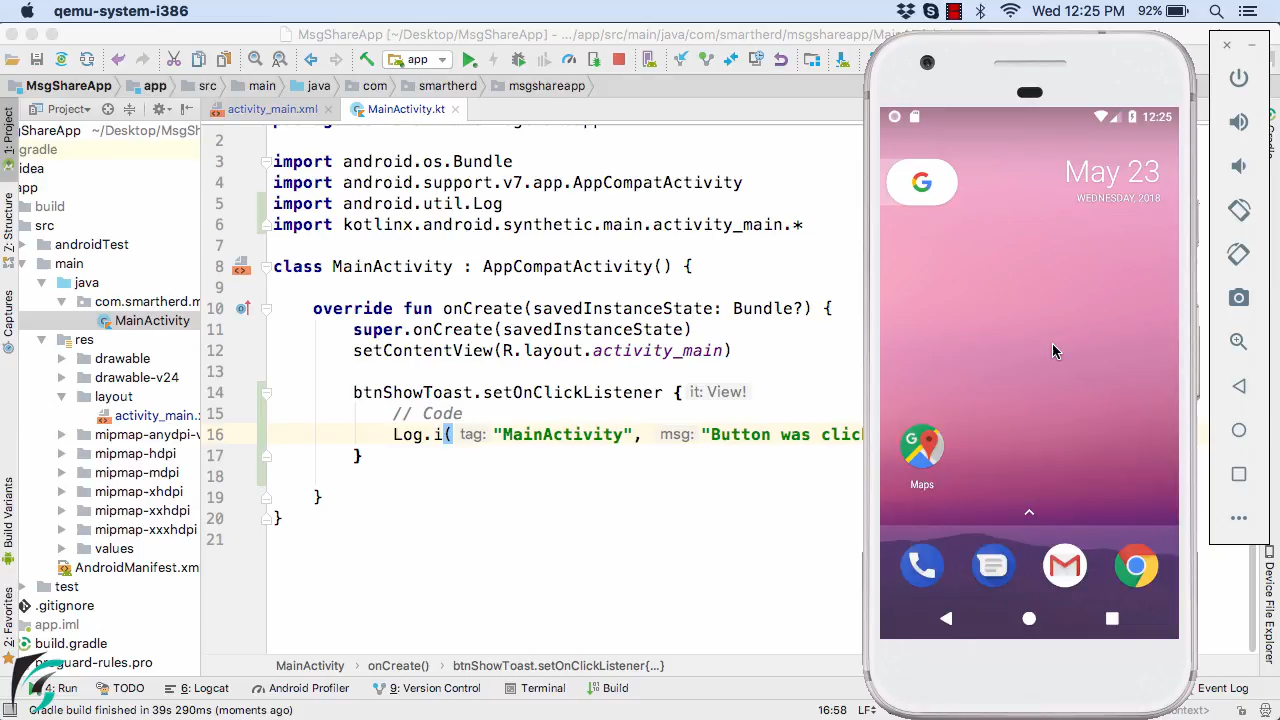 qemu-system-i386 Wed 12:25 PM 92%
MsgShareApp [~/Desktop/MsgShareApp] - .../app/src/main/java/com/smartherd/msgshareapp/Mai
app
MsgShareApp app src main java com smartherd msgshareapp
Project activity_main.xml MainActivity.kt
1: Project
Z: Structure
Captures
Build Variants
2: Favorites
gShareApp ~/Desktop/MsgSh
gradle
idea
app
build
src
androidTest
main
java
com.smartherd.m
MainActivity
res
drawable
drawable-v24
layout
activity_main.
mipmap-anydpi-v
mipmap-hdpi
mipmap-mdpi
mipmap-xhdpi
mipmap-xxhdpi
mipmap-xxxhdpi
values
AndroidManifest.xm
test
.gitignore
app.iml
build.gradle
proguard-rules.pro
2
3 import android.os.Bundle
4 import android.support.v7.app.AppCompatActivity
5 import android.util.Log
6 import kotlinx.android.synthetic.main.activity_main.*
7
8 class MainActivity : AppCompatActivity() {
9
10 override fun onCreate(savedInstanceState: Bundle?) {
11 super.onCreate(savedInstanceState)
12 setContentView(R.layout.activity_main)
13
14 btnShowToast.setOnClickListener { it: View!
15 // Code
16 Log.i( tag: "MainActivity", msg: "Button was clic
17 }
18
19 }
20 }
21
12:25
G
May 23
WEDNESDAY, 2018
Maps
Device File Explorer
MainActivity onCreate() btnShowToast.setOnClickListener{...}
4: Run TODO 6: Logcat Android Profiler 9: Version Control Terminal Build Event Log
Gradle build finished in 39s 290ms (moments ago) 16:58 LF context>